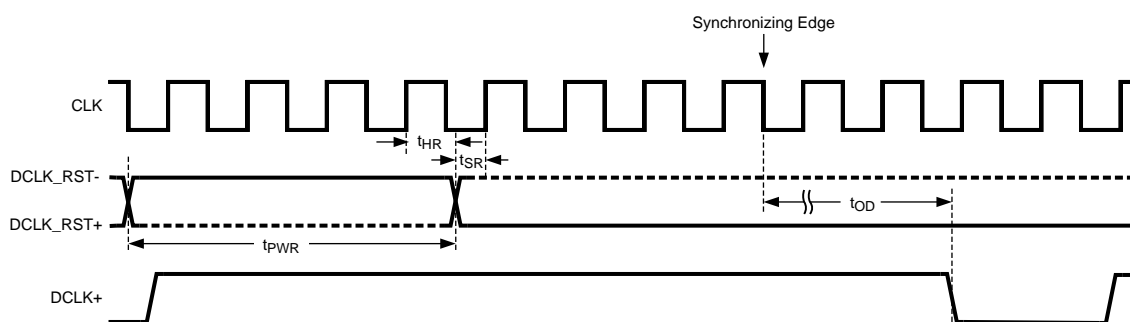 Synchronizing Edge
CLK
tHR
tSR
DCLK_RST-
tOD
DCLK_RST+
tPWR
DCLK+